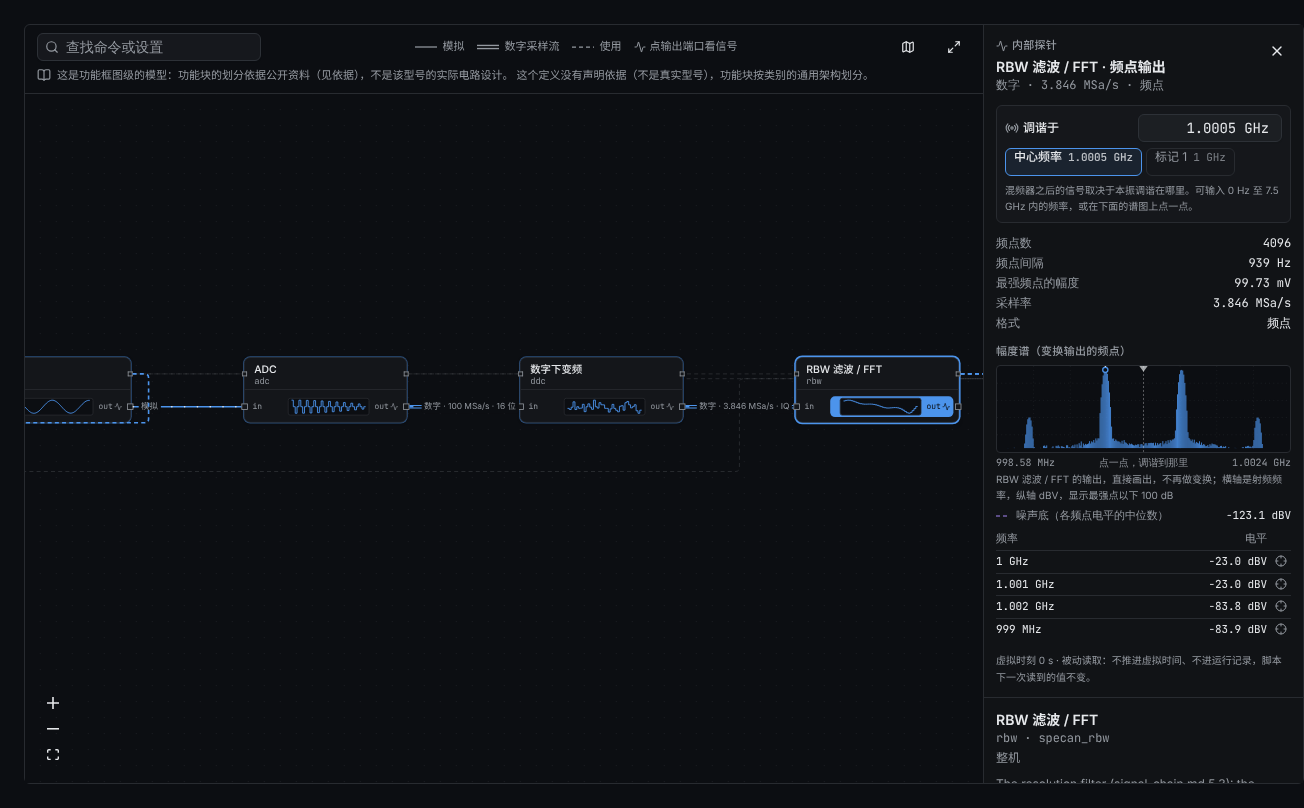 查找命令或设置
模拟
数字采样流
使用
点输出端口看信号
这是功能框图级的模型：功能块的划分依据公开资料（见依据），不是该型号的实际电路设计。 这个定义没有声明依据（不是真实型号），功能块按类别的通用架构划分。
out
模拟
ADC
adc
in
out
数字 · 100 MSa/s · 16 位
数字下变频
ddc
in
out
数字 · 3.846 MSa/s · IQ
RBW 滤波 / FFT
rbw
in
out
内部探针
RBW 滤波 / FFT · 频点输出
数字 · 3.846 MSa/s · 频点
调谐于
1.0005 GHz
中心频率 1.0005 GHz
标记 1 1 GHz
混频器之后的信号取决于本振调谐在哪里。可输入 0 Hz 至 7.5
GHz 内的频率，或在下面的谱图上点一点。
频点数 4096
频点间隔 939 Hz
最强频点的幅度 99.73 mV
采样率 3.846 MSa/s
格式 频点
幅度谱（变换输出的频点）
998.58 MHz 点一点，调谐到那里 1.0024 GHz
RBW 滤波 / FFT 的输出，直接画出，不再做变换；横轴是射频频
率，纵轴 dBV，显示最强点以下 100 dB
噪声底（各频点电平的中位数） -123.1 dBV
频率 电平
1 GHz -23.0 dBV
1.001 GHz -23.0 dBV
1.002 GHz -83.8 dBV
999 MHz -83.9 dBV
虚拟时刻 0 s · 被动读取：不推进虚拟时间、不进运行记录，脚本
下一次读到的值不变。
RBW 滤波 / FFT
rbw · specan_rbw
整机
The resolution filter (signal-chain.md 5.3): the